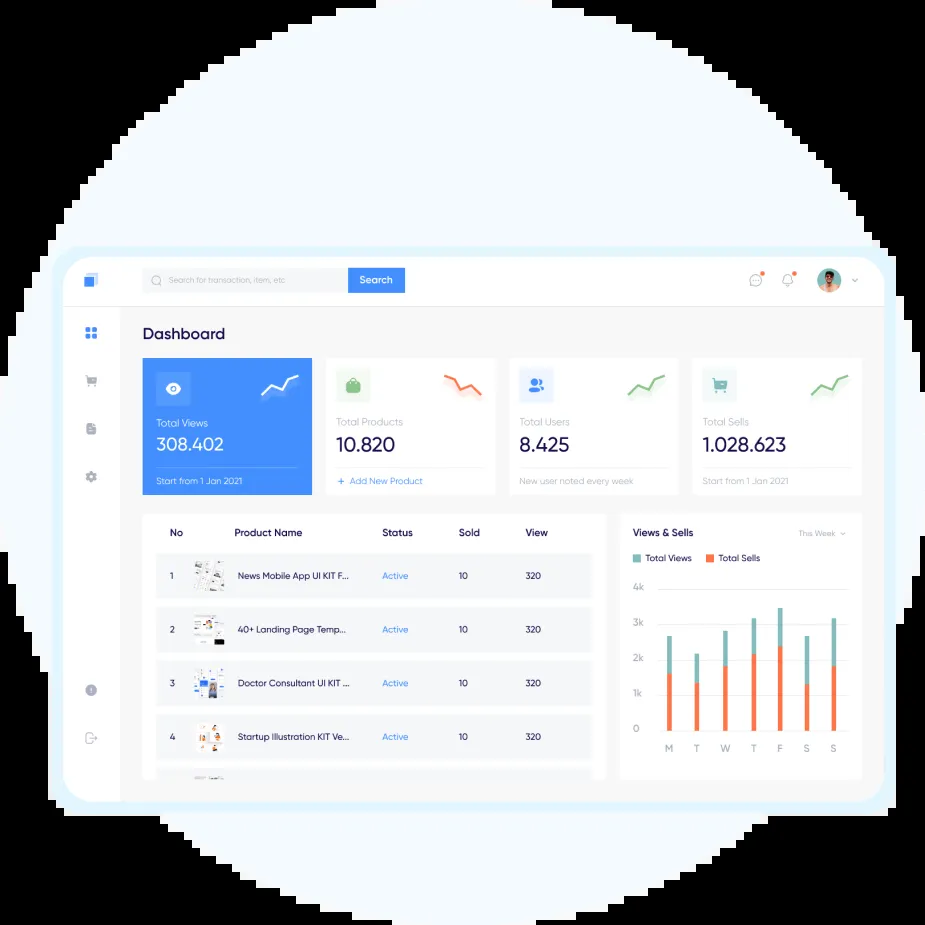 Search for transaction, item, etc
Search
Dashboard
Total Views
308.402
Start from 1 Jan 2021
Total Products
10.820
+ Add New Product
Total Users
8.425
New user noted every week
Total Sells
1.028.623
Start from 1 Jan 2021
No Product Name Status Sold View
1 News Mobile App UI KIT F... Active 10 320
2 40+ Landing Page Temp... Active 10 320
3 Doctor Consultant UI KIT ... Active 10 320
4 Startup Illustration KIT Ve... Active 10 320
Views & Sells This Week
Total Views Total Sells
4k
3k
2k
1k
0
M T W T F S S